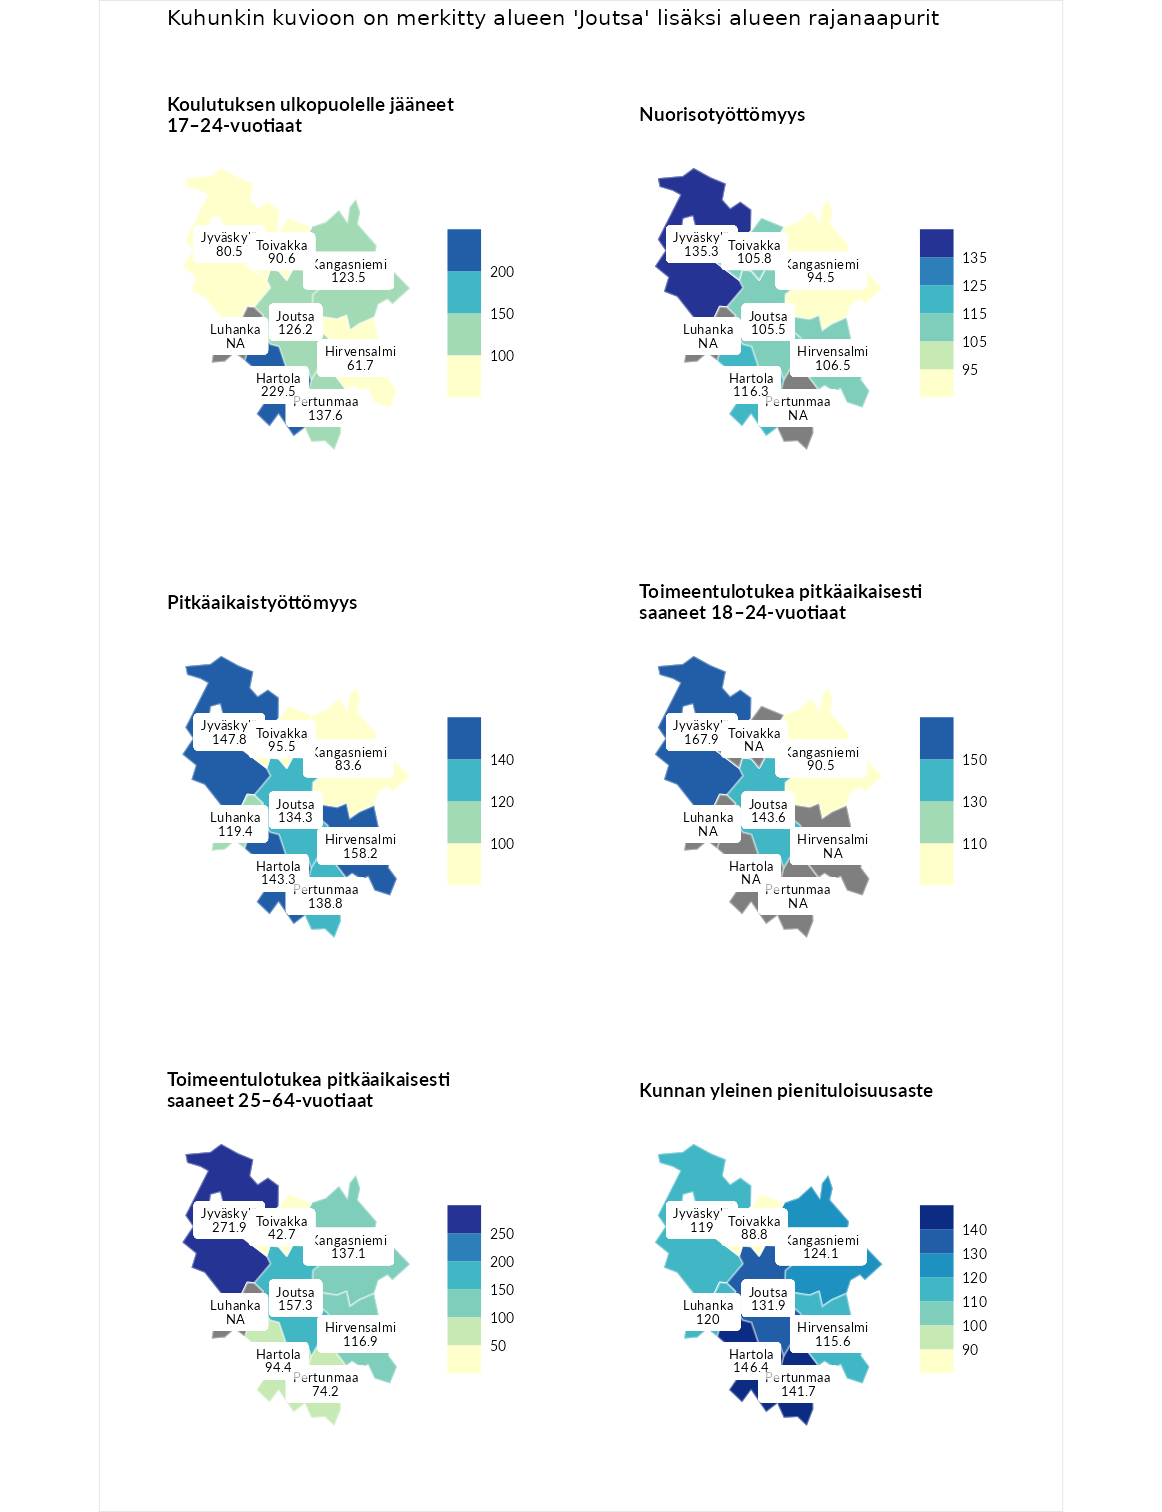 Kuhunkin kuvioon on merkitty alueen 'Joutsa' lisäksi alueen rajanaapurit
Koulutuksen ulkopuolelle jääneet
17–24-vuotiaat
80.5
Toivakka
90.6
Kangasniemi
123.5
Joutsa
126.2
Luhanka
NA
Hirvensalmi
61.7
Hartola
229.5
Pertunmaa
137.6
200
150
100
Nuorisotyöttömyys
135.3
Toivakka
105.8
Kangasniemi
94.5
Joutsa
105.5
Luhanka
NA
Hirvensalmi
106.5
Hartola
116.3
Pertunmaa
NA
135
125
115
105
95
Pitkäaikaistyöttömyys
147.8
Toivakka
95.5
Kangasniemi
83.6
Joutsa
134.3
Luhanka
119.4
Hirvensalmi
158.2
Hartola
143.3
Pertunmaa
138.8
140
120
100
Toimeentulotukea pitkäaikaisesti
saaneet 18–24-vuotiaat
167.9
Toivakka
NA
Kangasniemi
90.5
Joutsa
143.6
Luhanka
NA
Hirvensalmi
NA
Hartola
NA
Pertunmaa
NA
150
130
110
Toimeentulotukea pitkäaikaisesti
saaneet 25–64-vuotiaat
271.9
Toivakka
42.7
Kangasniemi
137.1
Joutsa
157.3
Luhanka
NA
Hirvensalmi
116.9
Hartola
94.4
Pertunmaa
74.2
250
200
150
100
50
Kunnan yleinen pienituloisuusaste
119
Toivakka
88.8
Kangasniemi
124.1
Joutsa
131.9
Luhanka
120
Hirvensalmi
115.6
Hartola
146.4
Pertunmaa
141.7
140
130
120
110
100
90